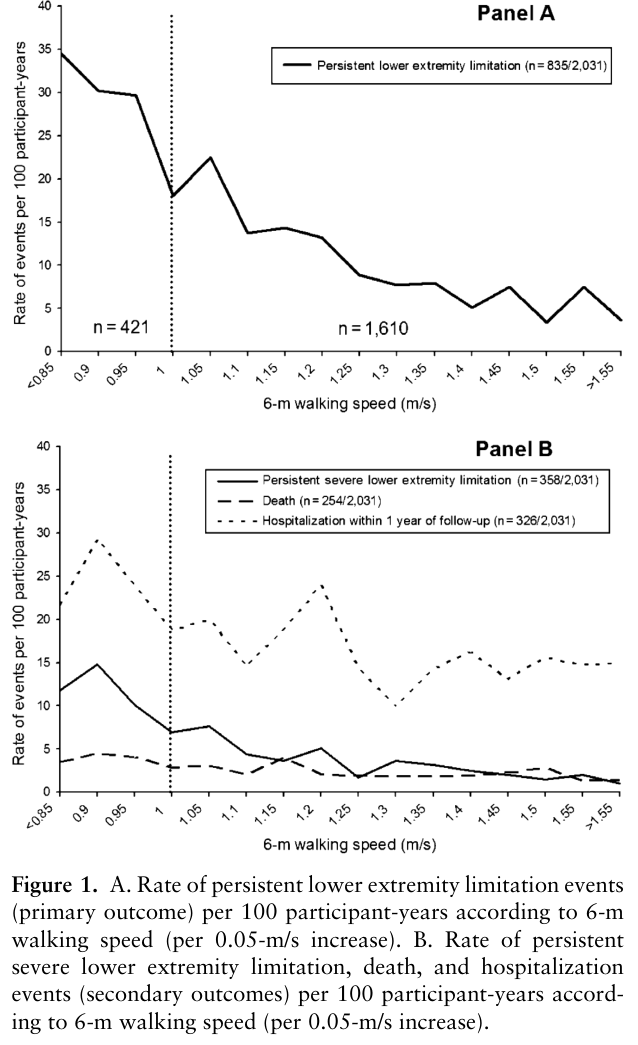 Panel A
Persistent lower extremity limitation (n = 835/2,031)
Rate of events per 100 participant-years
40
35
30
25
20
15
10
5
0
n = 421
n = 1,610
<0.85
0.9
0.95
1
1.05
1.1
1.15
1.2
1.25
1.3
1.35
1.4
1.45
1.5
1.55
>1.55
6-m walking speed (m/s)
Panel B
Persistent severe lower extremity limitation (n = 358/2,031)
Death (n = 254/2,031)
Hospitalization within 1 year of follow-up (n = 326/2,031)
Rate of events per 100 participant-years
40
35
30
25
20
15
10
5
0
<0.85
0.9
0.95
1
1.05
1.1
1.15
1.2
1.25
1.3
1.35
1.4
1.45
1.5
1.55
>1.55
6-m walking speed (m/s)
Figure 1. A. Rate of persistent lower extremity limitation events
(primary outcome) per 100 participant-years according to 6-m
walking speed (per 0.05-m/s increase). B. Rate of persistent
severe lower extremity limitation, death, and hospitalization
events (secondary outcomes) per 100 participant-years accord-
ing to 6-m walking speed (per 0.05-m/s increase).